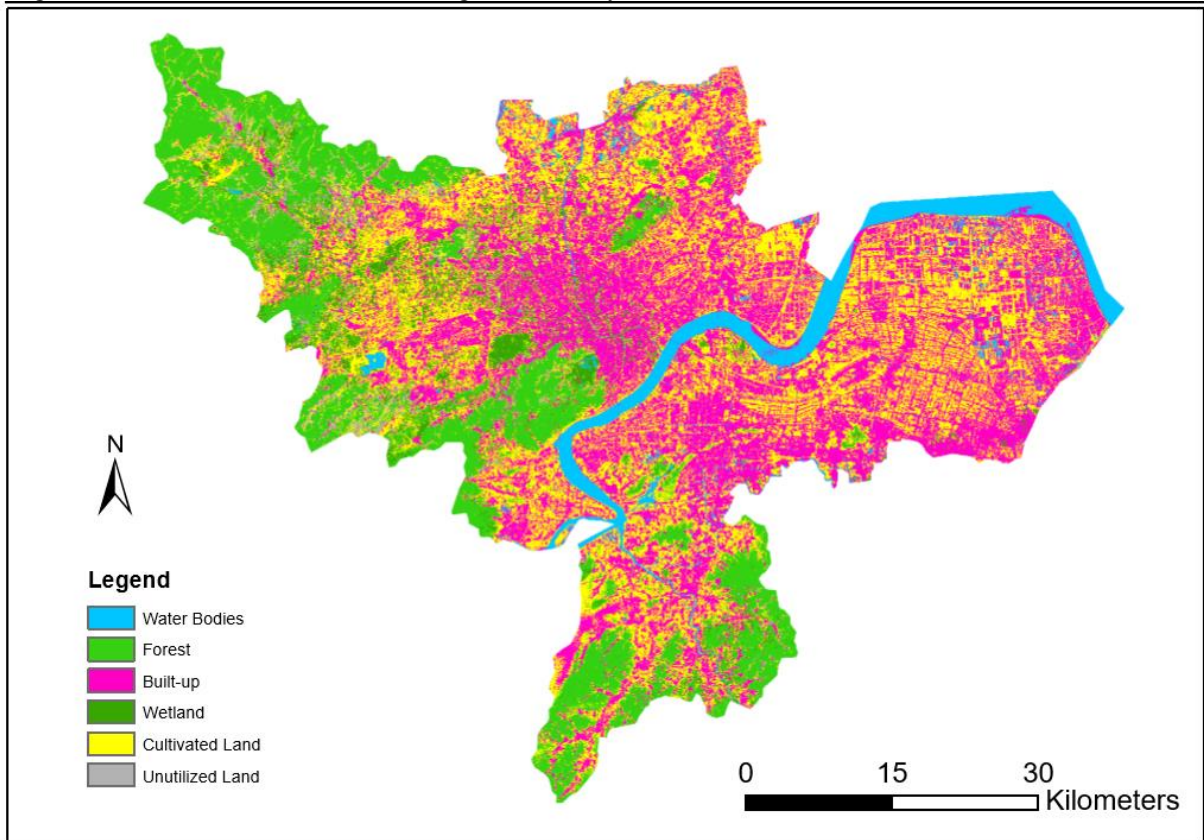 N
Legend
Water Bodies
Forest
Built-up
Wetland
Cultivated Land
Unutilized Land
0 15 30
Kilometers